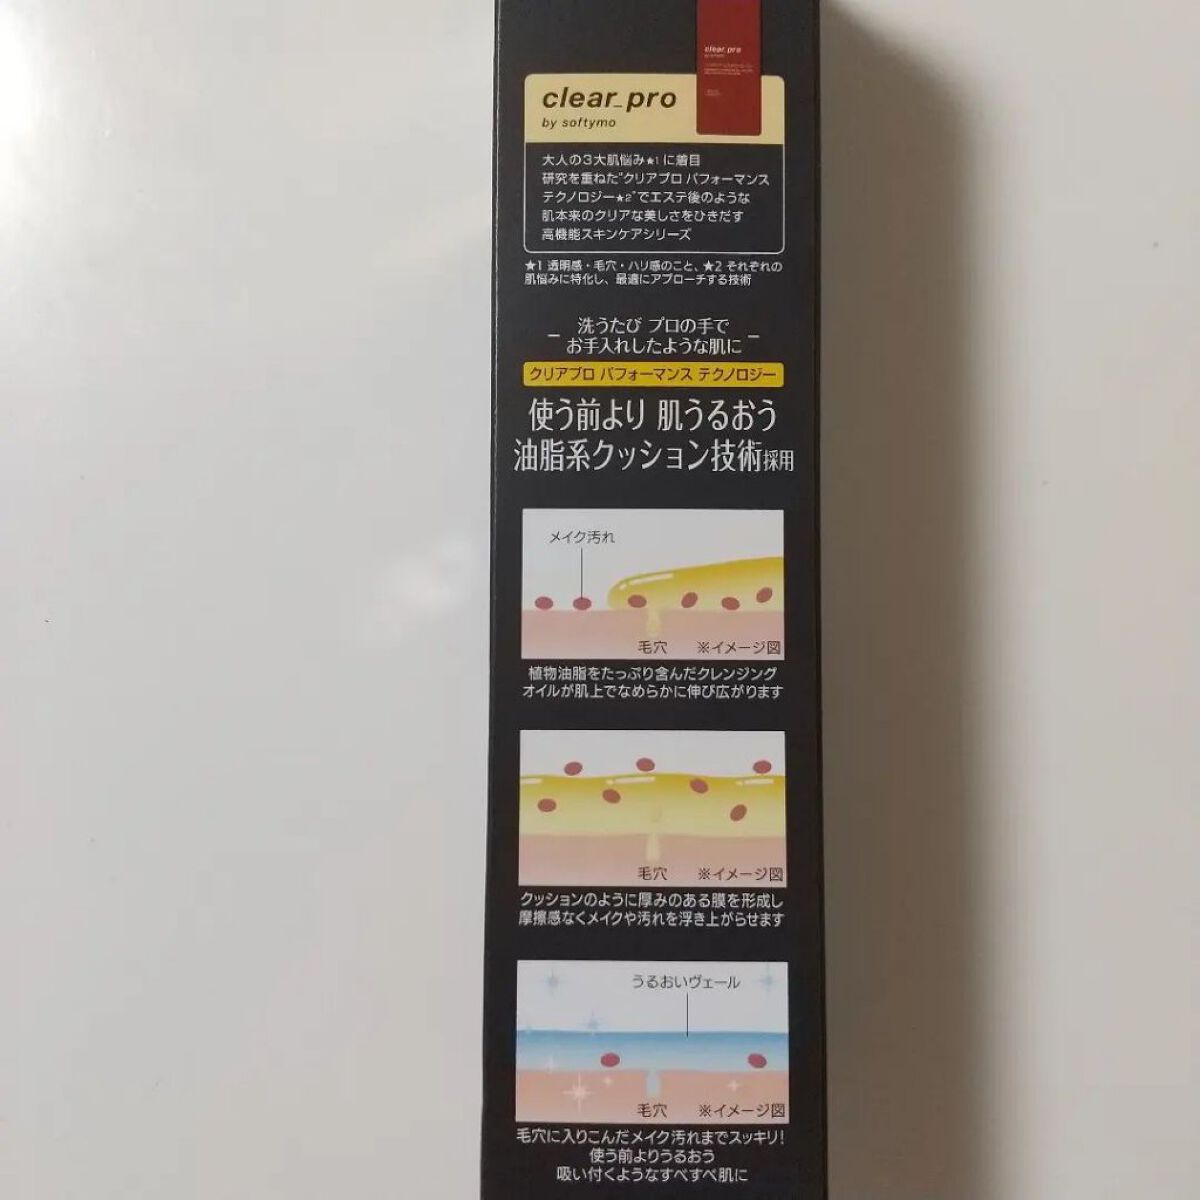 clear_pro
clear_pro
by softymo
大人の3大肌悩み★1に着目
研究を重ねた"クリアプロ パフォーマンス
テクノロジー★2"でエステ後のような
肌本来のクリアな美しさをひきだす
高機能スキンケアシリーズ
★1 透明感・毛穴・ハリ感のこと、★2 それぞれの
肌悩みに特化し、最適にアプローチする技術
洗うたび プロの手で
お手入れしたような肌に
クリアプロ パフォーマンス テクノロジー
使う前より 肌うるおう
油脂系クッション技術採用
メイク汚れ
毛穴 ※イメージ図
植物油脂をたっぷり含んだクレンジング
オイルが肌上でなめらかに伸び広がります
毛穴 ※イメージ図
クッションのように厚みのある膜を形成し
摩擦感なくメイクや汚れを浮き上がらせます
うるおいヴェール
毛穴 ※イメージ図
毛穴に入りこんだメイク汚れまでスッキリ!
使う前よりうるおう
吸い付くようなすべすべ肌に